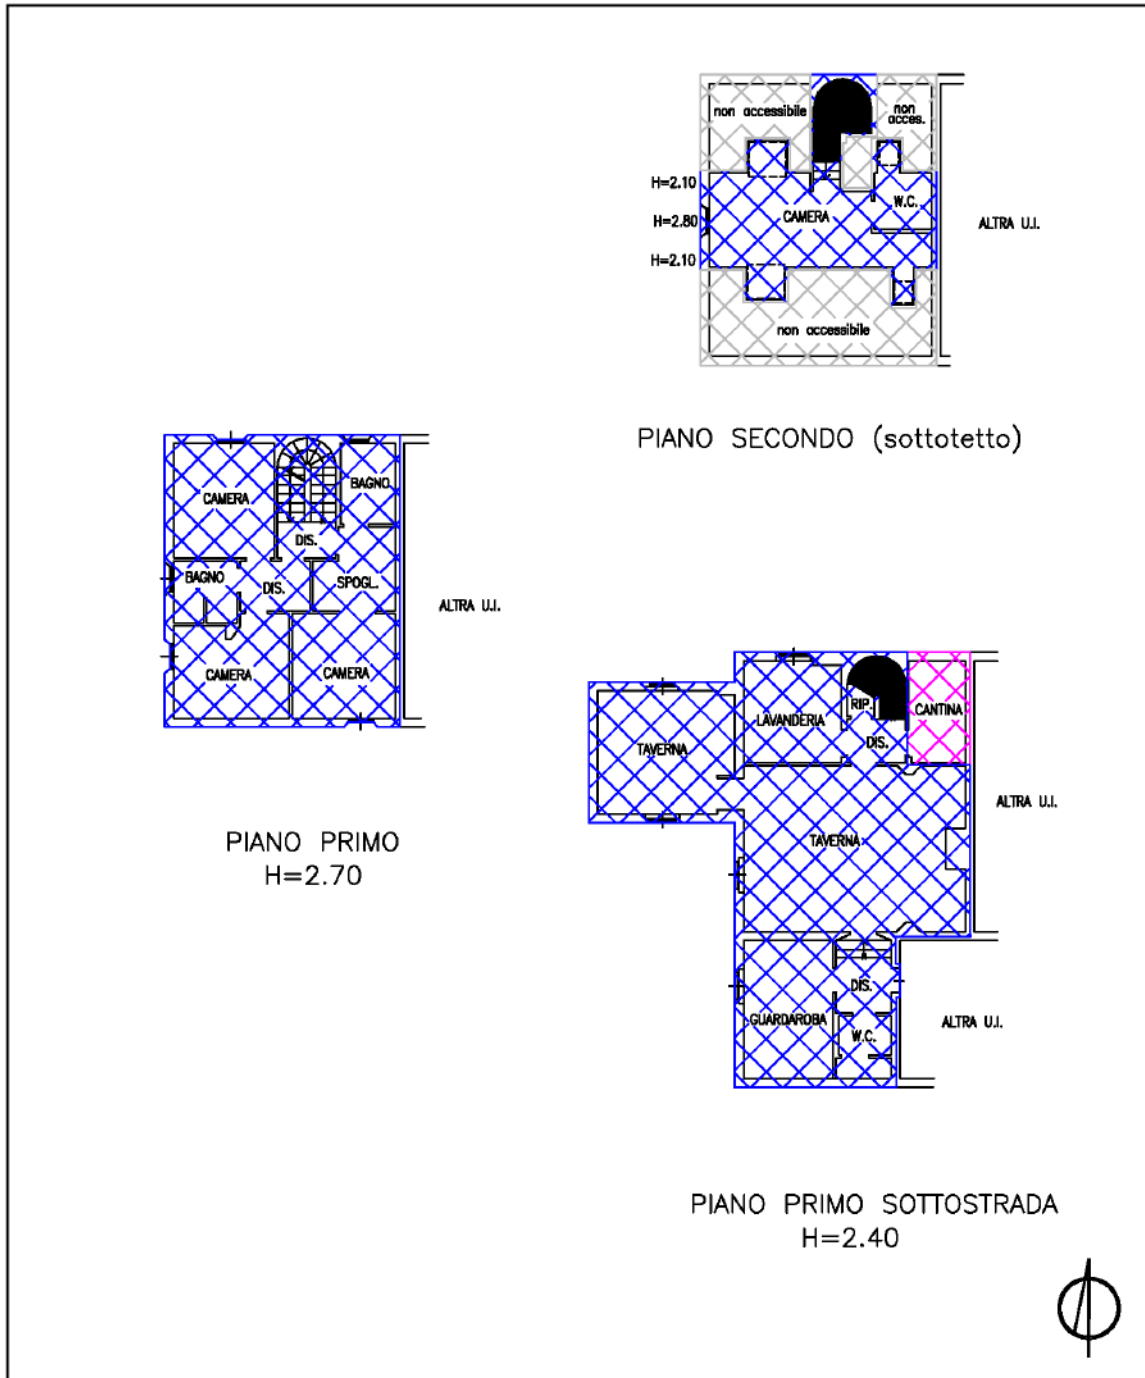 non accessibile
non
acces.
H=2.10
H=2.80
H=2.10
CAMERA
W.C.
ALTRA U.I.
non accessibile
PIANO SECONDO (sottotetto)
CAMERA
BAGNO
DIS.
BAGNO
DIS.
SPOGL.
ALTRA U.I.
CAMERA
CAMERA
PIANO PRIMO
H=2.70
LAVANDERIA
RIP.
CANTINA
TAVERNA
DIS.
ALTRA U.I.
TAVERNA
DIS.
GUARDAROBA
W.C.
ALTRA U.I.
PIANO PRIMO SOTTOSTRADA
H=2.40